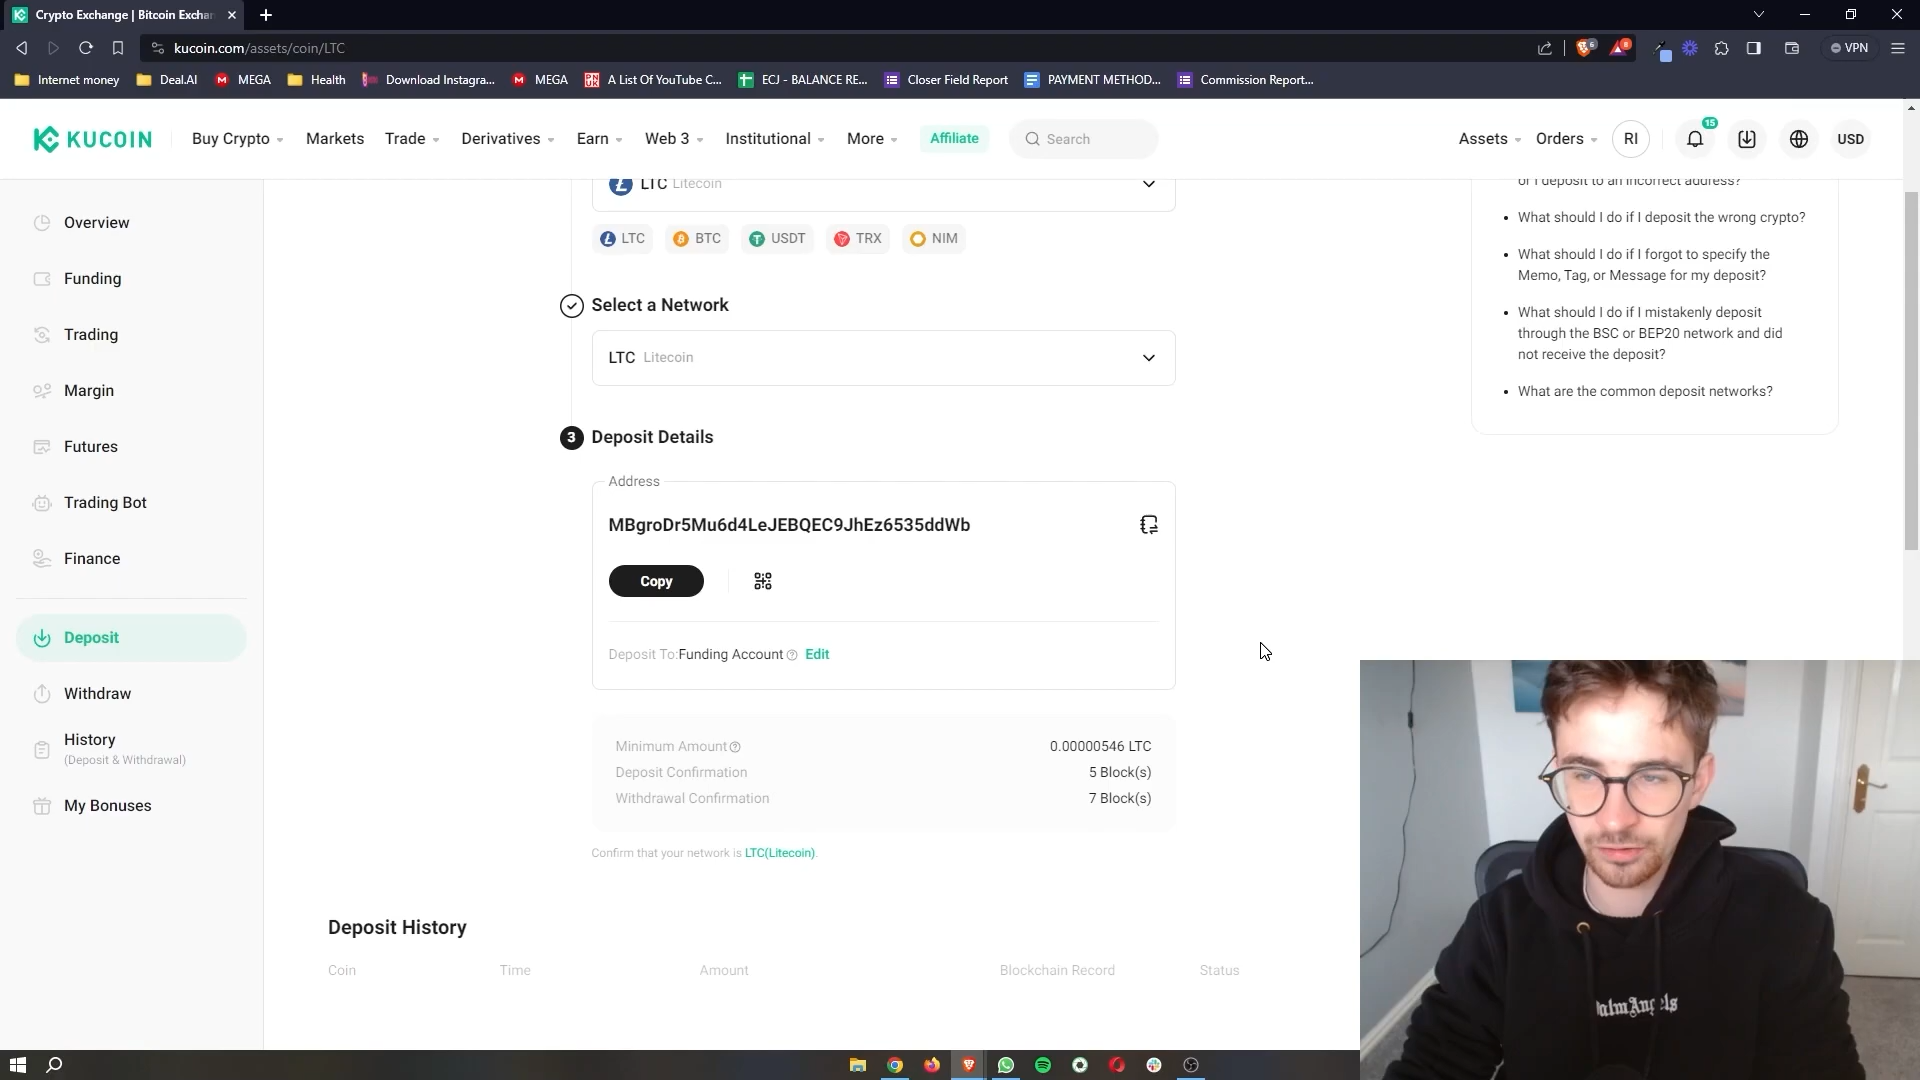 Crypto Exchange | Bitcoin Exchan
kucoin.com/assets/coin/LTC
VPN
Internet money
Deal.AI
MEGA
Health
Download Instagra...
MEGA
A List Of YouTube C...
ECJ - BALANCE RE...
Closer Field Report
PAYMENT METHOD...
Commission Report...
KUCOIN
Buy Crypto
Markets
Trade
Derivatives
Earn
Web 3
Institutional
More
Affiliate
Search
Assets
Orders
RI
15
USD
Overview
Funding
Trading
Margin
Futures
Trading Bot
Finance
Deposit
Withdraw
History
(Deposit & Withdrawal)
My Bonuses
LTC Litecoin
LTC
BTC
USDT
TRX
NIM
Select a Network
LTC Litecoin
3 Deposit Details
Address
MBgroDr5Mu6d4LeJEBQEC9JhEz6535ddWb
Copy
Deposit To:Funding Account Edit
Minimum Amount 0.00000546 LTC
Deposit Confirmation 5 Block(s)
Withdrawal Confirmation 7 Block(s)
Confirm that your network is LTC(Litecoin).
Deposit History
Coin Time Amount Blockchain Record Status
or I deposit to an incorrect address?
• What should I do if I deposit the wrong crypto?
• What should I do if I forgot to specify the
Memo, Tag, or Message for my deposit?
• What should I do if I mistakenly deposit
through the BSC or BEP20 network and did
not receive the deposit?
• What are the common deposit networks?
PalmAngels